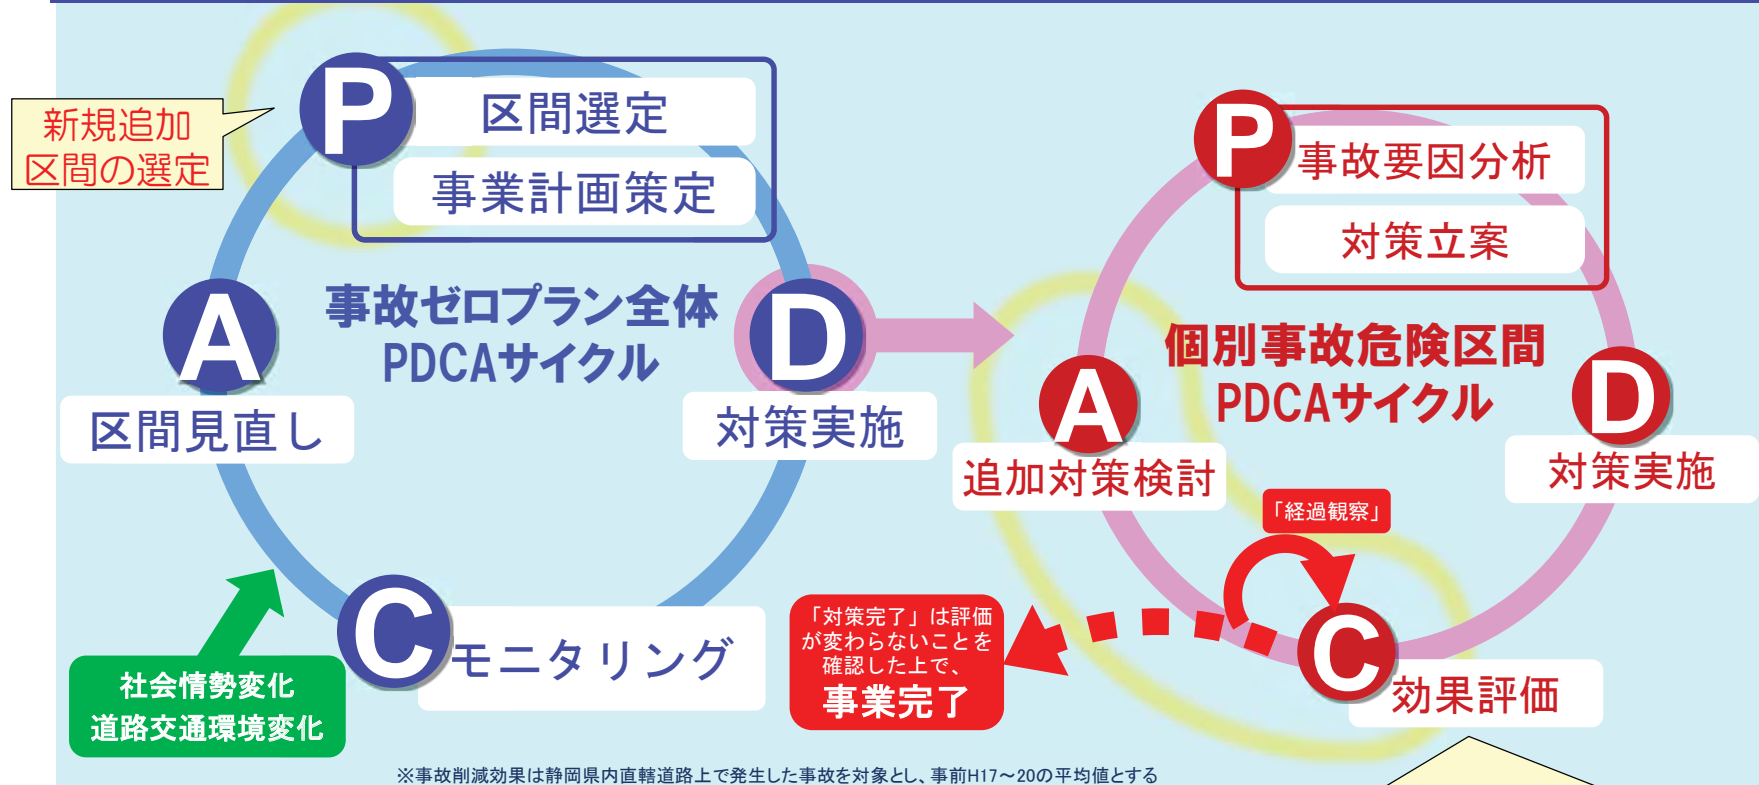 新規追加
区間の選定
P
区間選定
事業計画策定
事故ゼロプラン全体
PDCAサイクル
A
区間見直し
D
対策実施
C
モニタリング
社会情勢変化
道路交通環境変化
P
事故要因分析
対策立案
個別事故危険区間
PDCAサイクル
A
追加対策検討
D
対策実施
「経過観察」
「対策完了」は評価
が変わらないことを
確認した上で、
事業完了
C
効果評価
※事故削減効果は静岡県内直轄道路上で発生した事故を対象とし、事前H17～20の平均値とする